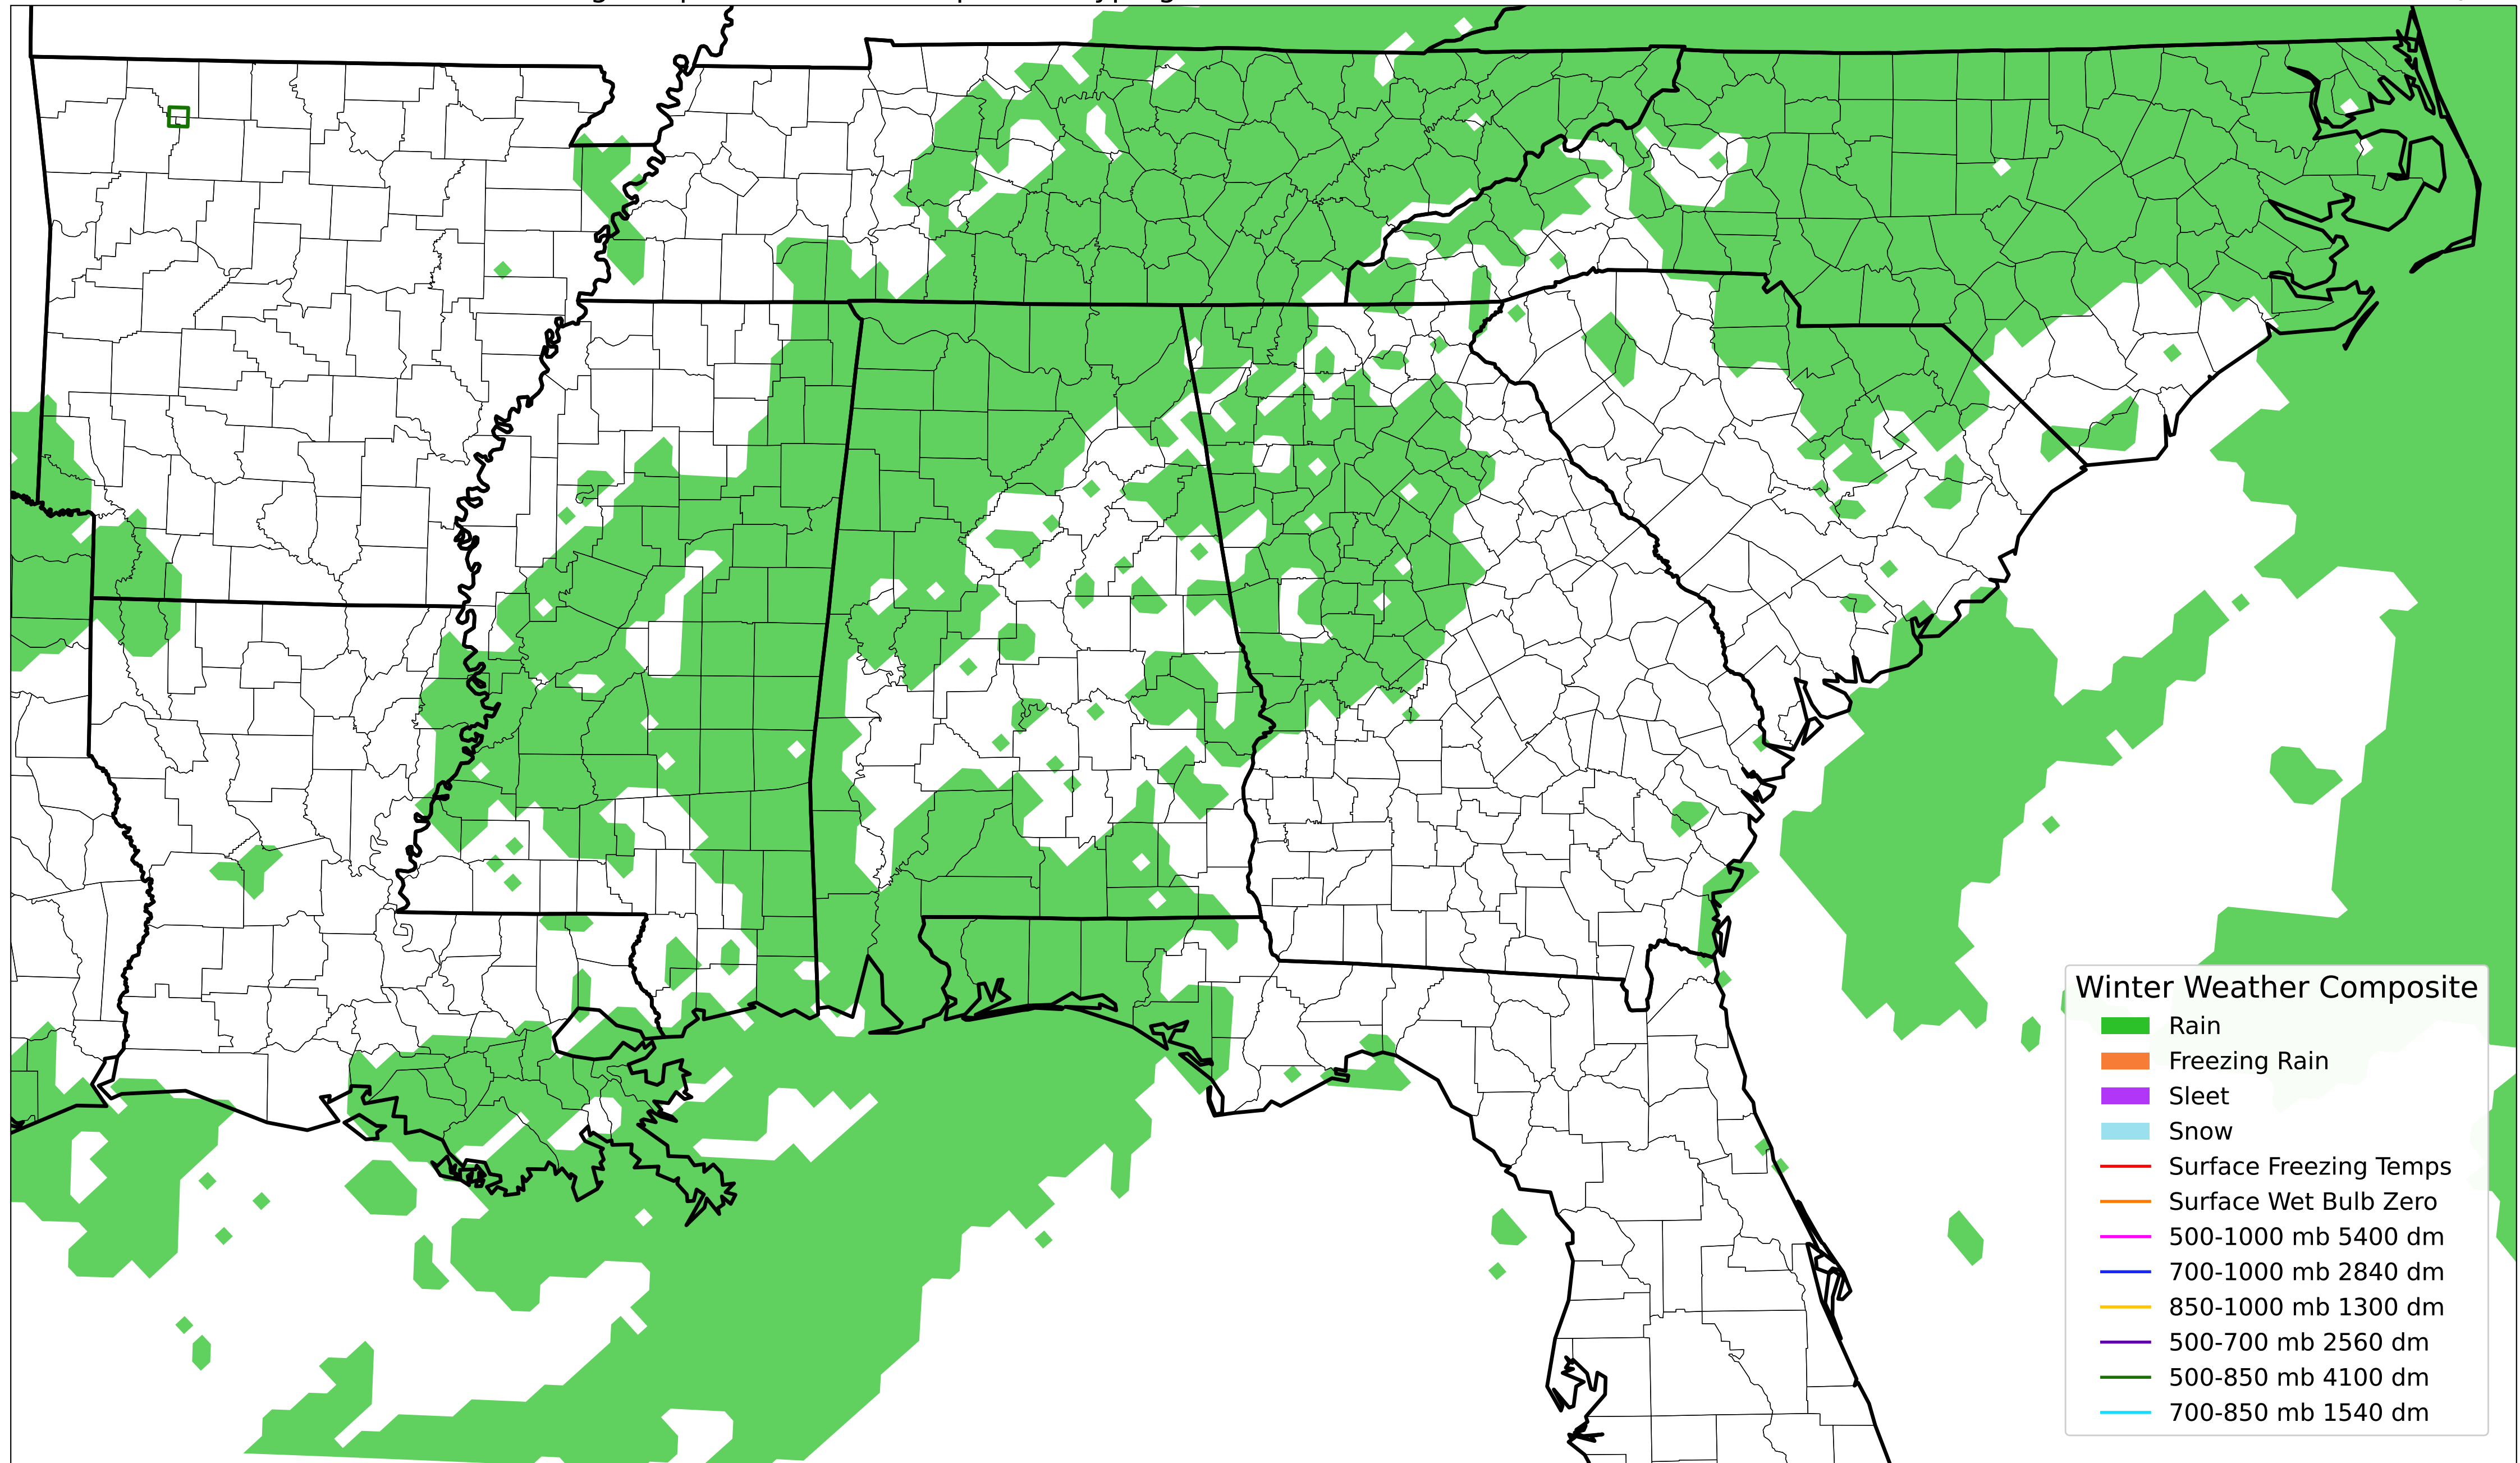 Winter Weather Composite
Rain
Freezing Rain
Sleet
Snow
Surface Freezing Temps
Surface Wet Bulb Zero
500-1000 mb 5400 dm
700-1000 mb 2840 dm
850-1000 mb 1300 dm
500-700 mb 2560 dm
500-850 mb 4100 dm
700-850 mb 1540 dm